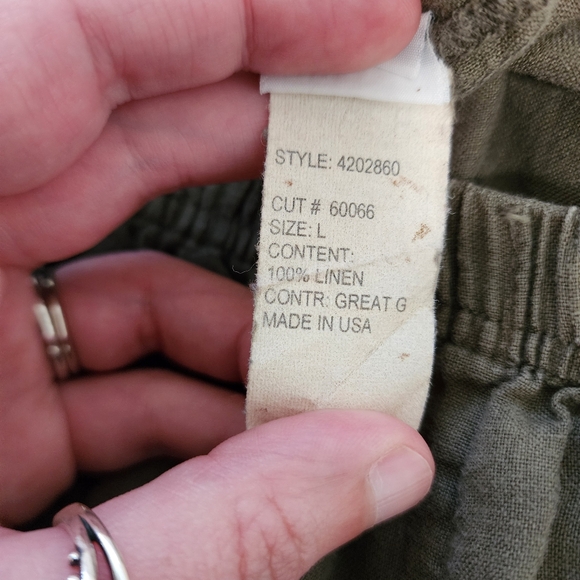 STYLE: 4202860
CUT # 60066
SIZE: L
CONTENT:
100% LINEN
CONTR: GREAT G
MADE IN USA